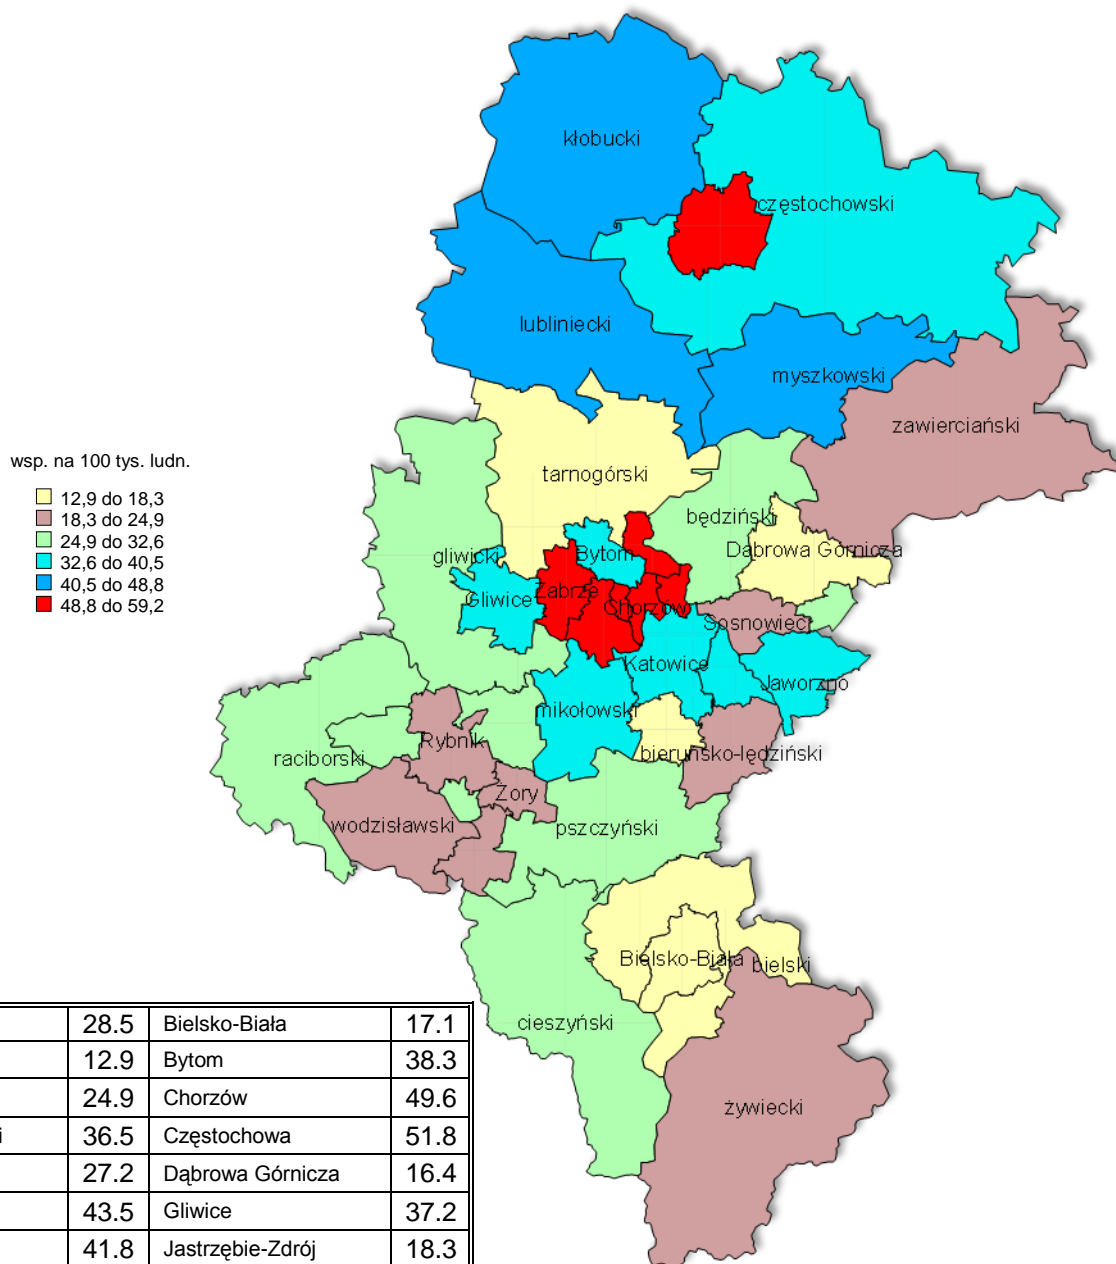 kłobucki
częstochowski
lubliniecki
myszkowski
zawierciański
wsp. na 100 tys. ludn.
12,9 do 18,3
18,3 do 24,9
24,9 do 32,6
32,6 do 40,5
40,5 do 48,8
48,8 do 59,2
tarnogórski
będziński
Dąbrowa Górnicza
gliwicki
Bytom
Gliwice
Zabrze
Chorzów
Sosnowiec
Katowice
Jaworzno
mikołowski
raciborski
Rybnik
bieruńsko-lędziński
Żory
wodzisławski
pszczyński
Bielsko-Biała
bielski
cieszyński
żywiecki
28.5 Bielsko-Biała 17.1
12.9 Bytom 38.3
24.9 Chorzów 49.6
i 36.5 Częstochowa 51.8
27.2 Dąbrowa Górnicza 16.4
43.5 Gliwice 37.2
41.8 Jastrzębie-Zdrój 18.3